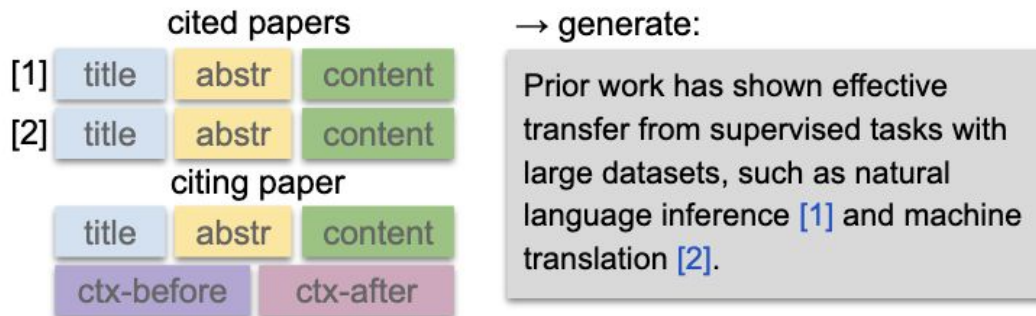 cited papers
[1] title abstr content
[2] title abstr content
citing paper
title abstr content
ctx-before ctx-after
→ generate:
Prior work has shown effective
transfer from supervised tasks with
large datasets, such as natural
language inference [1] and machine
translation [2].